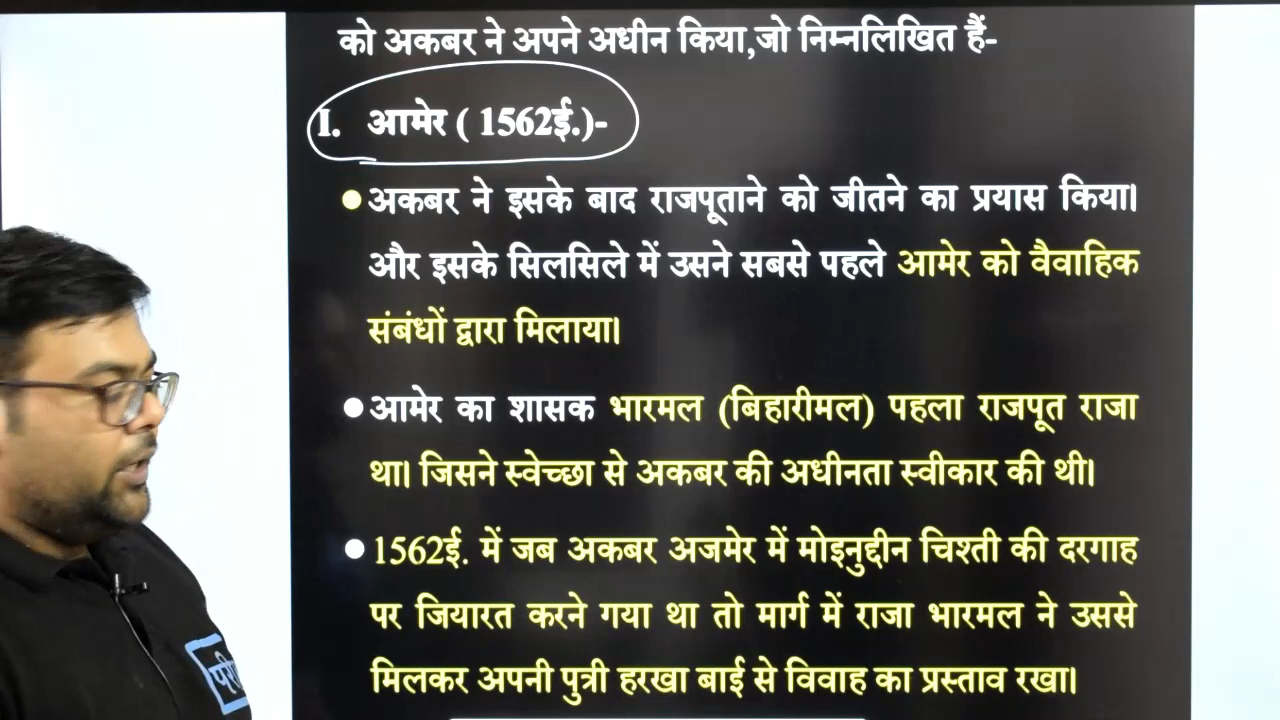 को अकबर ने अपने अधीन किया,जो निम्नलिखित हैं-
I. आमेर ( 1562ई.)-
अकबर ने इसके बाद राजपूताने को जीतने का प्रयास किया।
और इसके सिलसिले में उसने सबसे पहले आमेर को वैवाहिक
संबंधों द्वारा मिलाया।
आमेर का शासक भारमल (बिहारीमल) पहला राजपूत राजा
था। जिसने स्वेच्छा से अकबर की अधीनता स्वीकार की थी।
1562ई. में जब अकबर अजमेर में मोइनुद्दीन चिश्ती की दरगाह
पर जियारत करने गया था तो मार्ग में राजा भारमल ने उससे
मिलकर अपनी पुत्री हरखा बाई से विवाह का प्रस्ताव रखा।